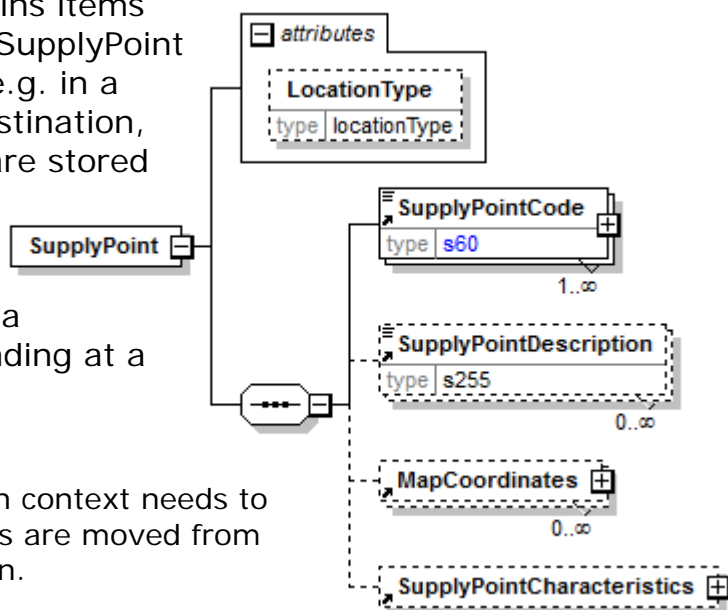 ins items
SupplyPoint
e.g. in a
stination,
are stored
a
nding at a
n context needs to
s are moved from
n.
attributes
LocationType
type locationType
SupplyPoint
SupplyPointCode
type s60
1..∞
SupplyPointDescription
type s255
0..∞
MapCoordinates
0..∞
SupplyPointCharacteristics